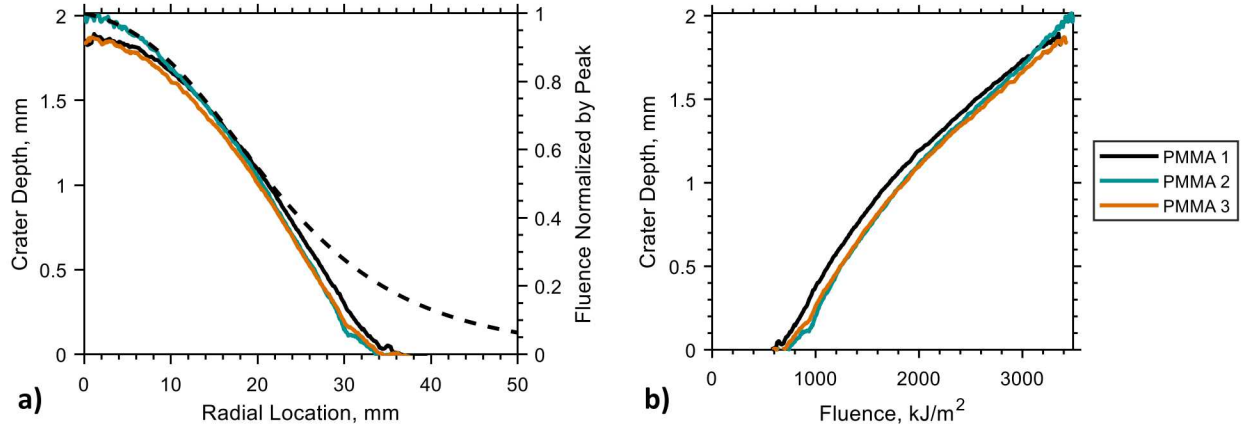 2
1.5
1
0.5
0
Crater Depth, mm
0 10 20 30 40 50
Radial Location, mm
1
0.8
0.6
0.4
0.2
0
Fluence Normalized by Peak
a)
2
1.5
1
0.5
0
Crater Depth, mm
0 1000 2000 3000
Fluence, kJ/m²
b)
PMMA 1
PMMA 2
PMMA 3